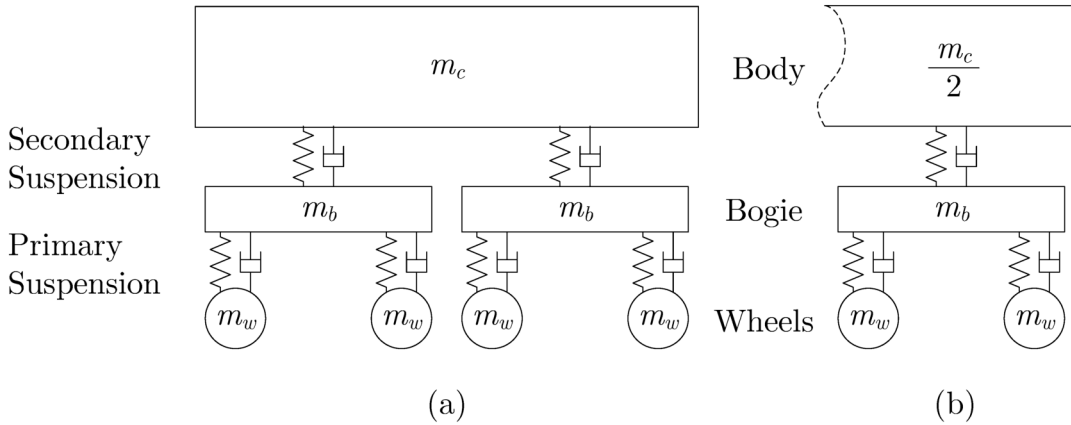 m_c
Body
m_c
2
Secondary
Suspension
m_b
m_b
Bogie
m_b
Primary
Suspension
m_w
m_w
m_w
m_w
Wheels
m_w
m_w
(a)
(b)